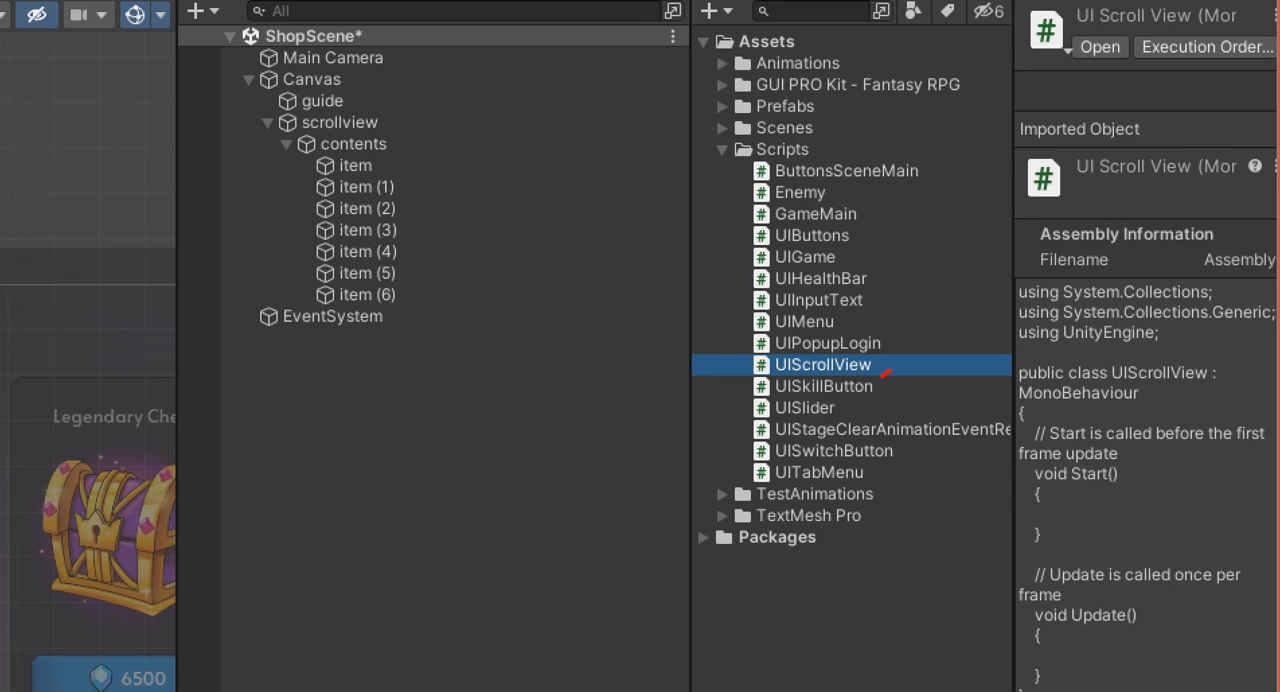 All
6
ShopScene*
Main Camera
Canvas
guide
scrollview
contents
item
item (1)
item (2)
item (3)
item (4)
item (5)
item (6)
EventSystem
Legendary Che
6500
Assets
Animations
GUI PRO Kit - Fantasy RPG
Prefabs
Scenes
Scripts
ButtonsSceneMain
Enemy
GameMain
UIButtons
UIGame
UIHealthBar
UIInputText
UIMenu
UIPopupLogin
UIScrollView
UISkillButton
UISlider
UIStageClearAnimationEventRe
UISwitchButton
UITabMenu
TestAnimations
TextMesh Pro
Packages
UI Scroll View (Mor
Open
Execution Order...
Imported Object
UI Scroll View (Mor
Assembly Information
Filename Assembly
using System.Collections;
using System.Collections.Generic;
using UnityEngine;
public class UIScrollView :
MonoBehaviour
{
// Start is called before the first
frame update
void Start()
{
}
// Update is called once per
frame
void Update()
{
}